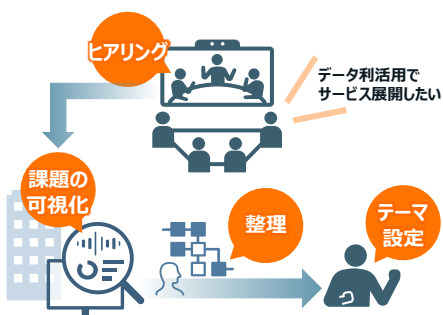 ヒアリング
データ利活用で
サービス展開したい
課題の
可視化
整理
テーマ
設定